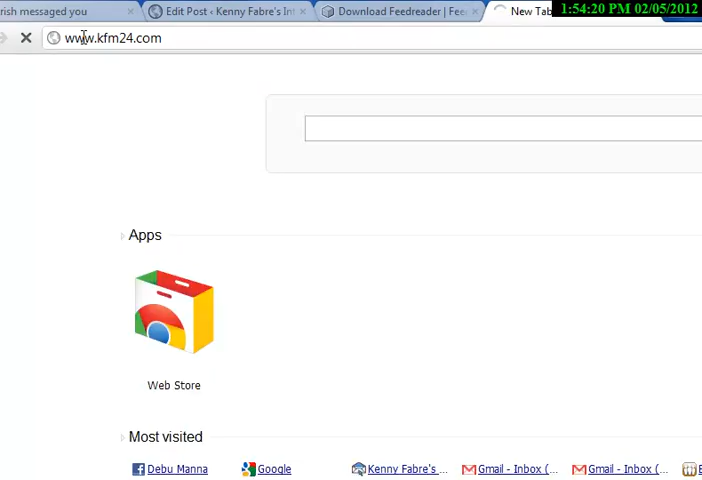 rish messaged you
Edit Post ‹ Kenny Fabre's Int
Download Feedreader | Fee
New Tab
1:54:20 PM 02/05/2012
www.kfm24.com
Apps
Web Store
Most visited
Debu Manna
Google
Kenny Fabre's ...
Gmail - Inbox (...
Gmail - Inbox (...